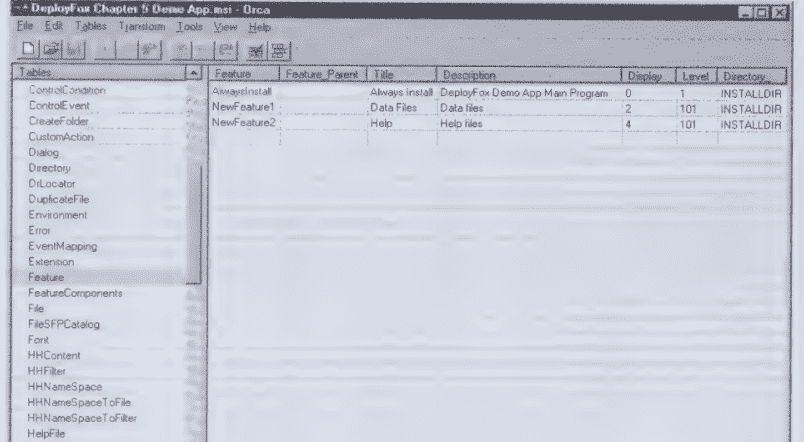 DeployFox Chapter 5 Demo App.msi - Orca
File Edit Tables Transform Tools View Help
Tables Feature Feature_Parent Title Description Display Level Directory_
ControlCondition AlwaysInstall Always install DeployFox Demo App Main Program 0 1 INSTALLDIR
ControlEvent NewFeature1 Data Files Data files 2 101 INSTALLDIR
CreateFolder NewFeature2 Help Help files 4 101 INSTALLDIR
CustomAction
Dialog
Directory
DrLocator
DuplicateFile
Environment
Error
EventMapping
Extension
Feature
FeatureComponents
File
FileSFPCatalog
Font
HHContent
HHFilter
HHNameSpace
HHNameSpaceToFile
HHNameSpaceToFilter
HelpFile